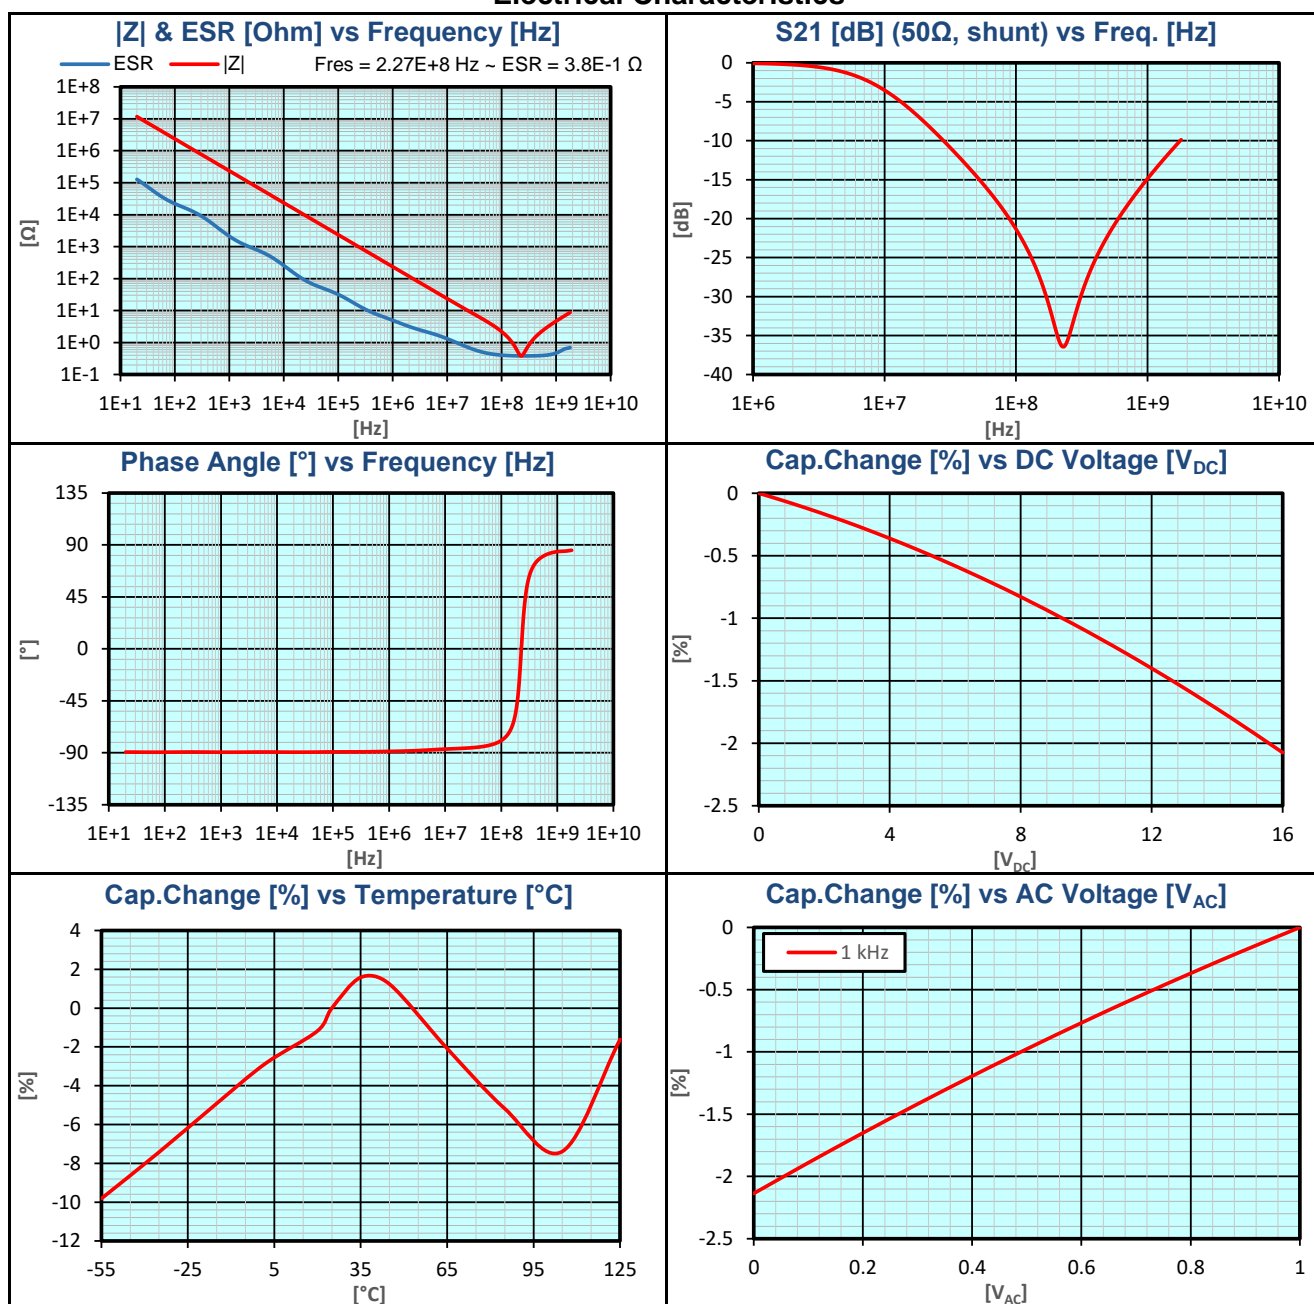 |Z| & ESR [Ohm] vs Frequency [Hz]
ESR |Z| Fres = 2.27E+8 Hz ~ ESR = 3.8E-1 Ω
1E+8
1E+7
1E+6
1E+5
1E+4
1E+3
1E+2
1E+1
1E+0
1E-1
[Ω]
1E+1 1E+2 1E+3 1E+4 1E+5 1E+6 1E+7 1E+8 1E+9 1E+10
[Hz]
S21 [dB] (50Ω, shunt) vs Freq. [Hz]
0
-5
-10
-15
-20
-25
-30
-35
-40
[dB]
1E+6 1E+7 1E+8 1E+9 1E+10
[Hz]
Phase Angle [°] vs Frequency [Hz]
135
90
45
0
-45
-90
-135
[°]
1E+1 1E+2 1E+3 1E+4 1E+5 1E+6 1E+7 1E+8 1E+9 1E+10
[Hz]
Cap.Change [%] vs DC Voltage [VDC]
0
-0.5
-1
-1.5
-2
-2.5
[%]
0 4 8 12 16
[VDC]
Cap.Change [%] vs Temperature [°C]
4
2
0
-2
-4
-6
-8
-10
-12
[%]
-55 -25 5 35 65 95 125
[°C]
Cap.Change [%] vs AC Voltage [VAC]
1 kHz
0
-0.5
-1
-1.5
-2
-2.5
[%]
0 0.2 0.4 0.6 0.8 1
[VAC]